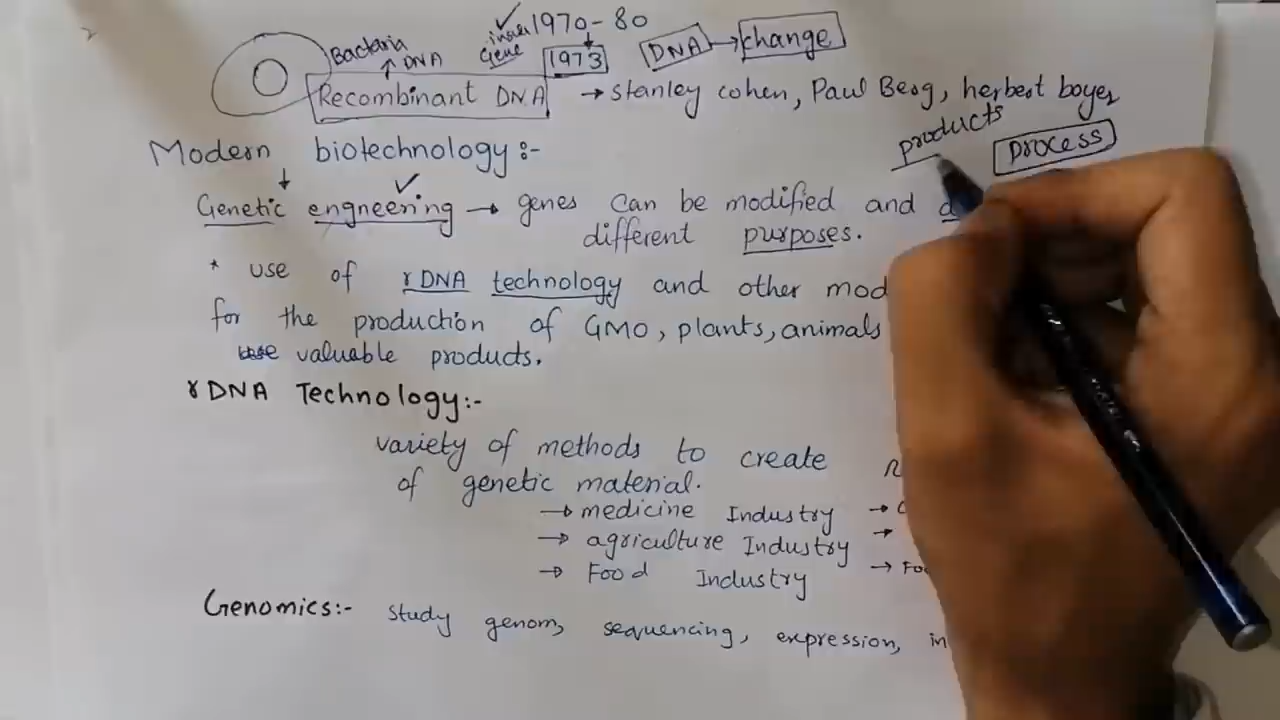 insert 1970-80
Bacteria DNA Gene 1973 DNA → change
Recombinant DNA → Stanley cohen, Paul Berg, herbert boyer
products
process
Modern biotechnology:-
Genetic engneering → genes can be modified and
different purposes.
* use of rDNA technology and other
for the production of GMO, plants, animals
valuable products.
rDNA Technology:-
variety of methods to create
of genetic material.
→ medicine Industry →
→ agriculture Industry →
→ Food Industry →
Genomics:- study genom, sequencing, expression,